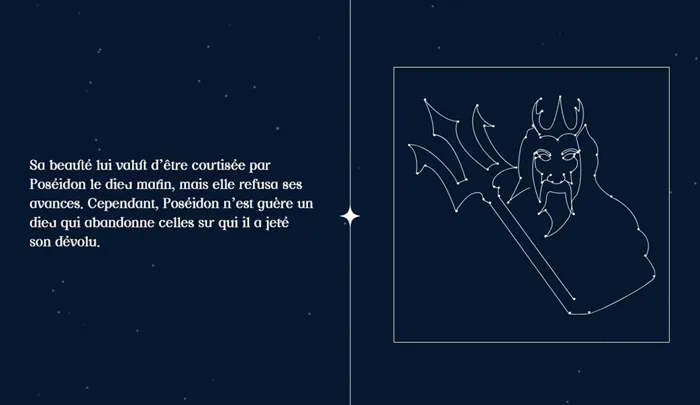 Sa beauté lui valut d’être courtisée par
Poséidon le dieu marin, mais elle refusa ses
avances. Cependant, Poséidon n’est guère un
dieu qui abandonne celles sur qui il a jeté
son dévolu.